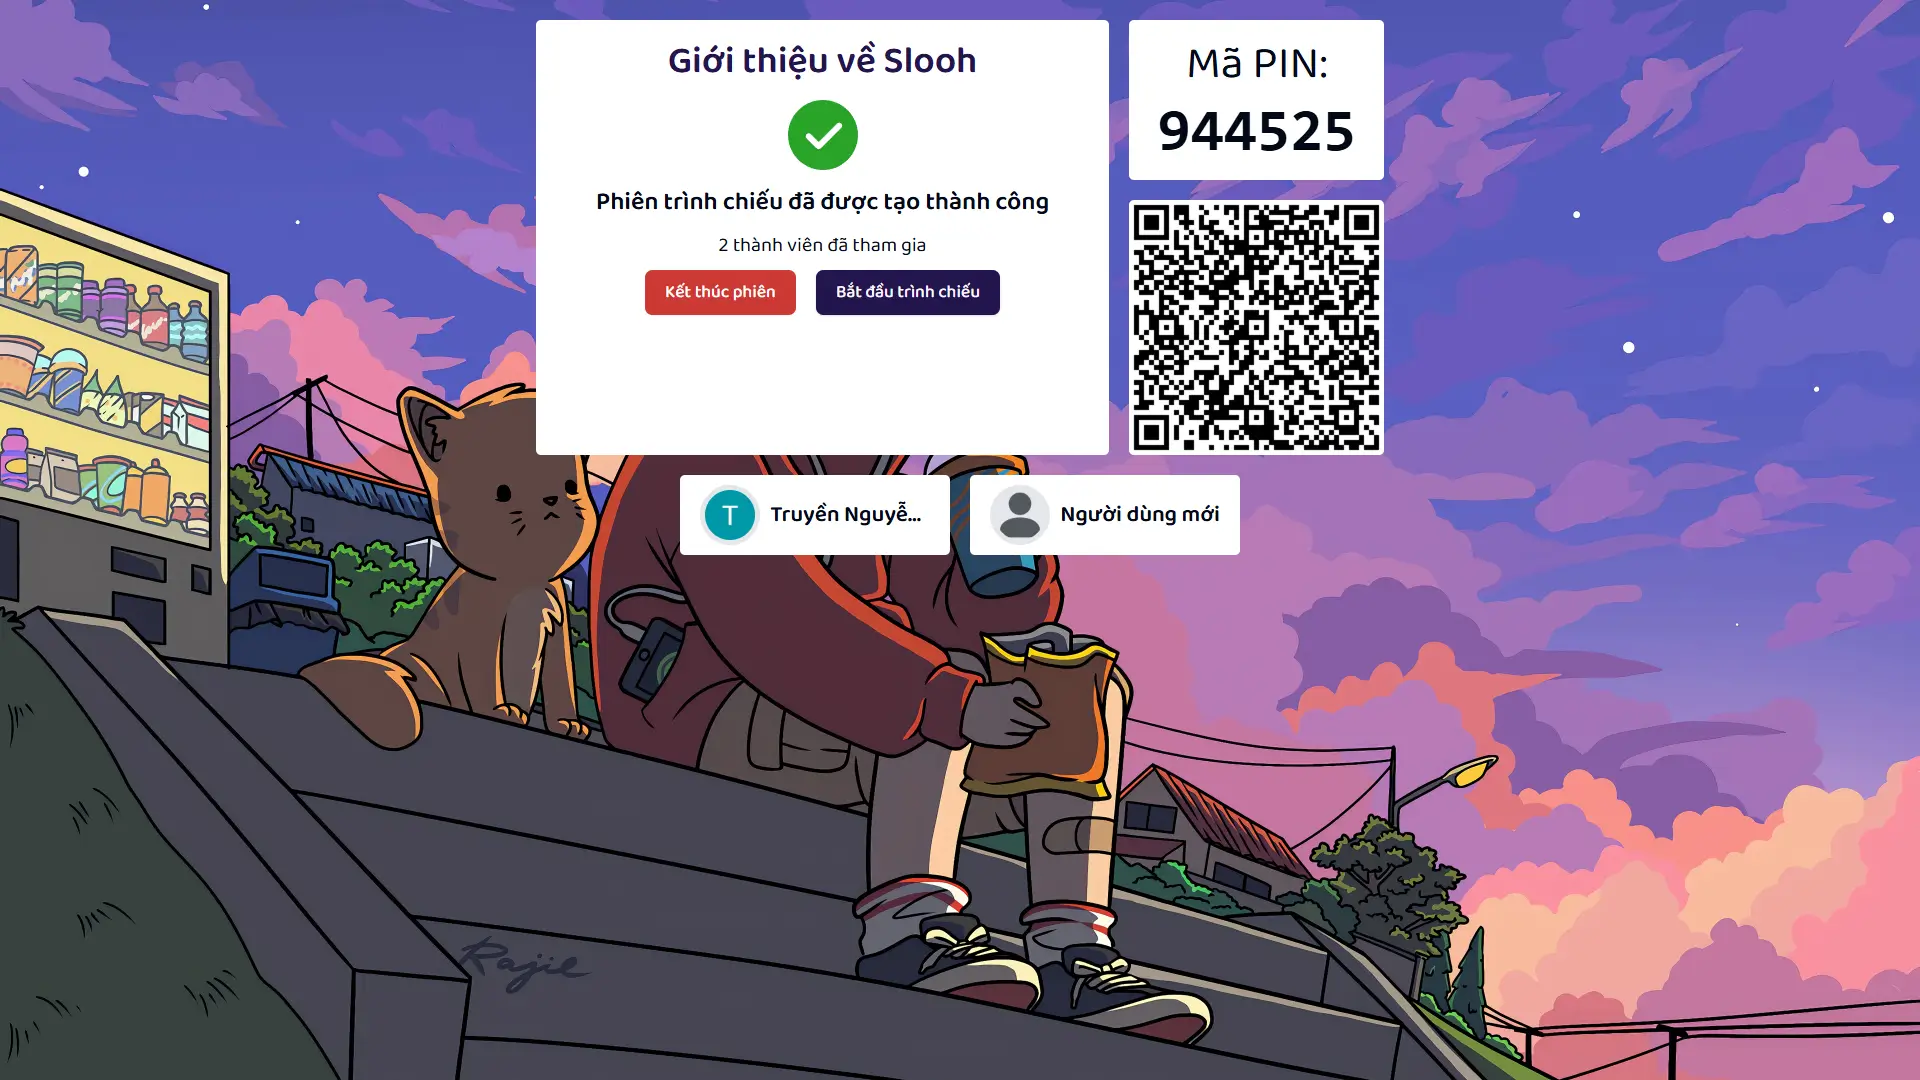 Giới thiệu về Slooh
Phiên trình chiếu đã được tạo thành công
2 thành viên đã tham gia
Kết thúc phiên
Bắt đầu trình chiếu
Mã PIN:
944525
T
Truyền Nguyễ...
Người dùng mới
Rajie